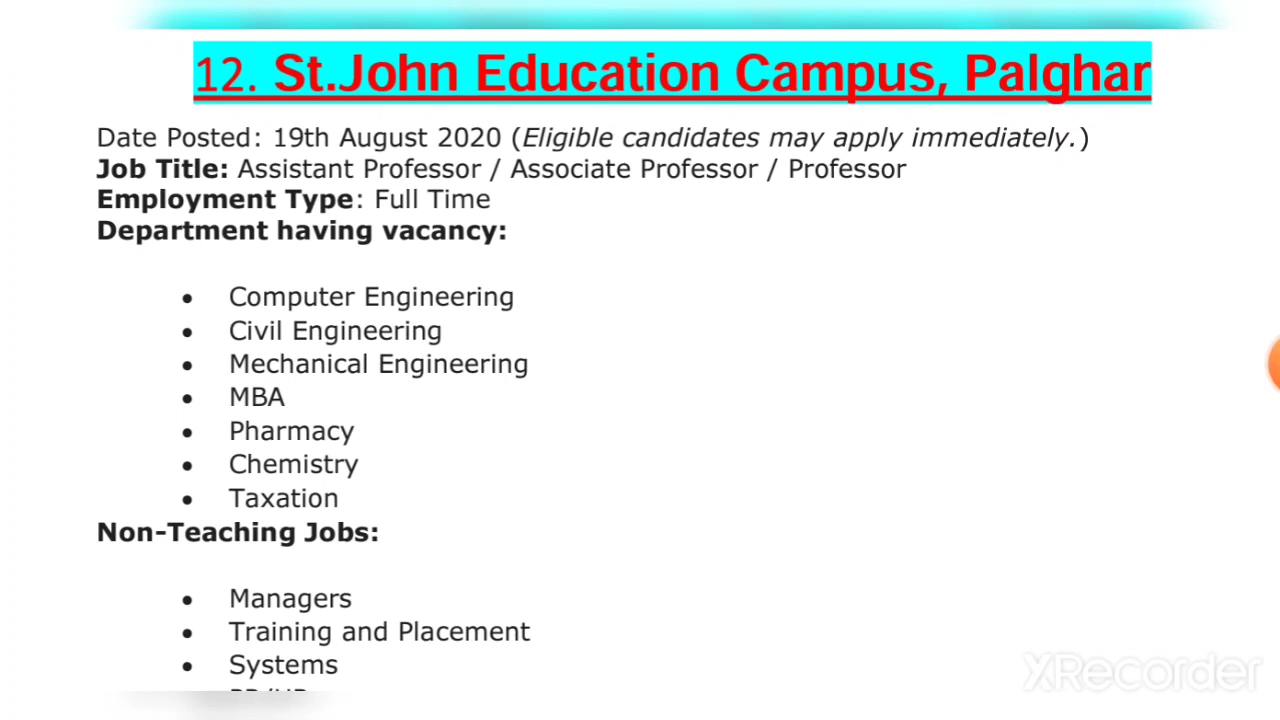 12. St.John Education Campus, Palghar
Date Posted: 19th August 2020 (Eligible candidates may apply immediately.)
Job Title: Assistant Professor / Associate Professor / Professor
Employment Type: Full Time
Department having vacancy:
• Computer Engineering
• Civil Engineering
• Mechanical Engineering
• MBA
• Pharmacy
• Chemistry
• Taxation
Non-Teaching Jobs:
• Managers
• Training and Placement
• Systems
XRecorder